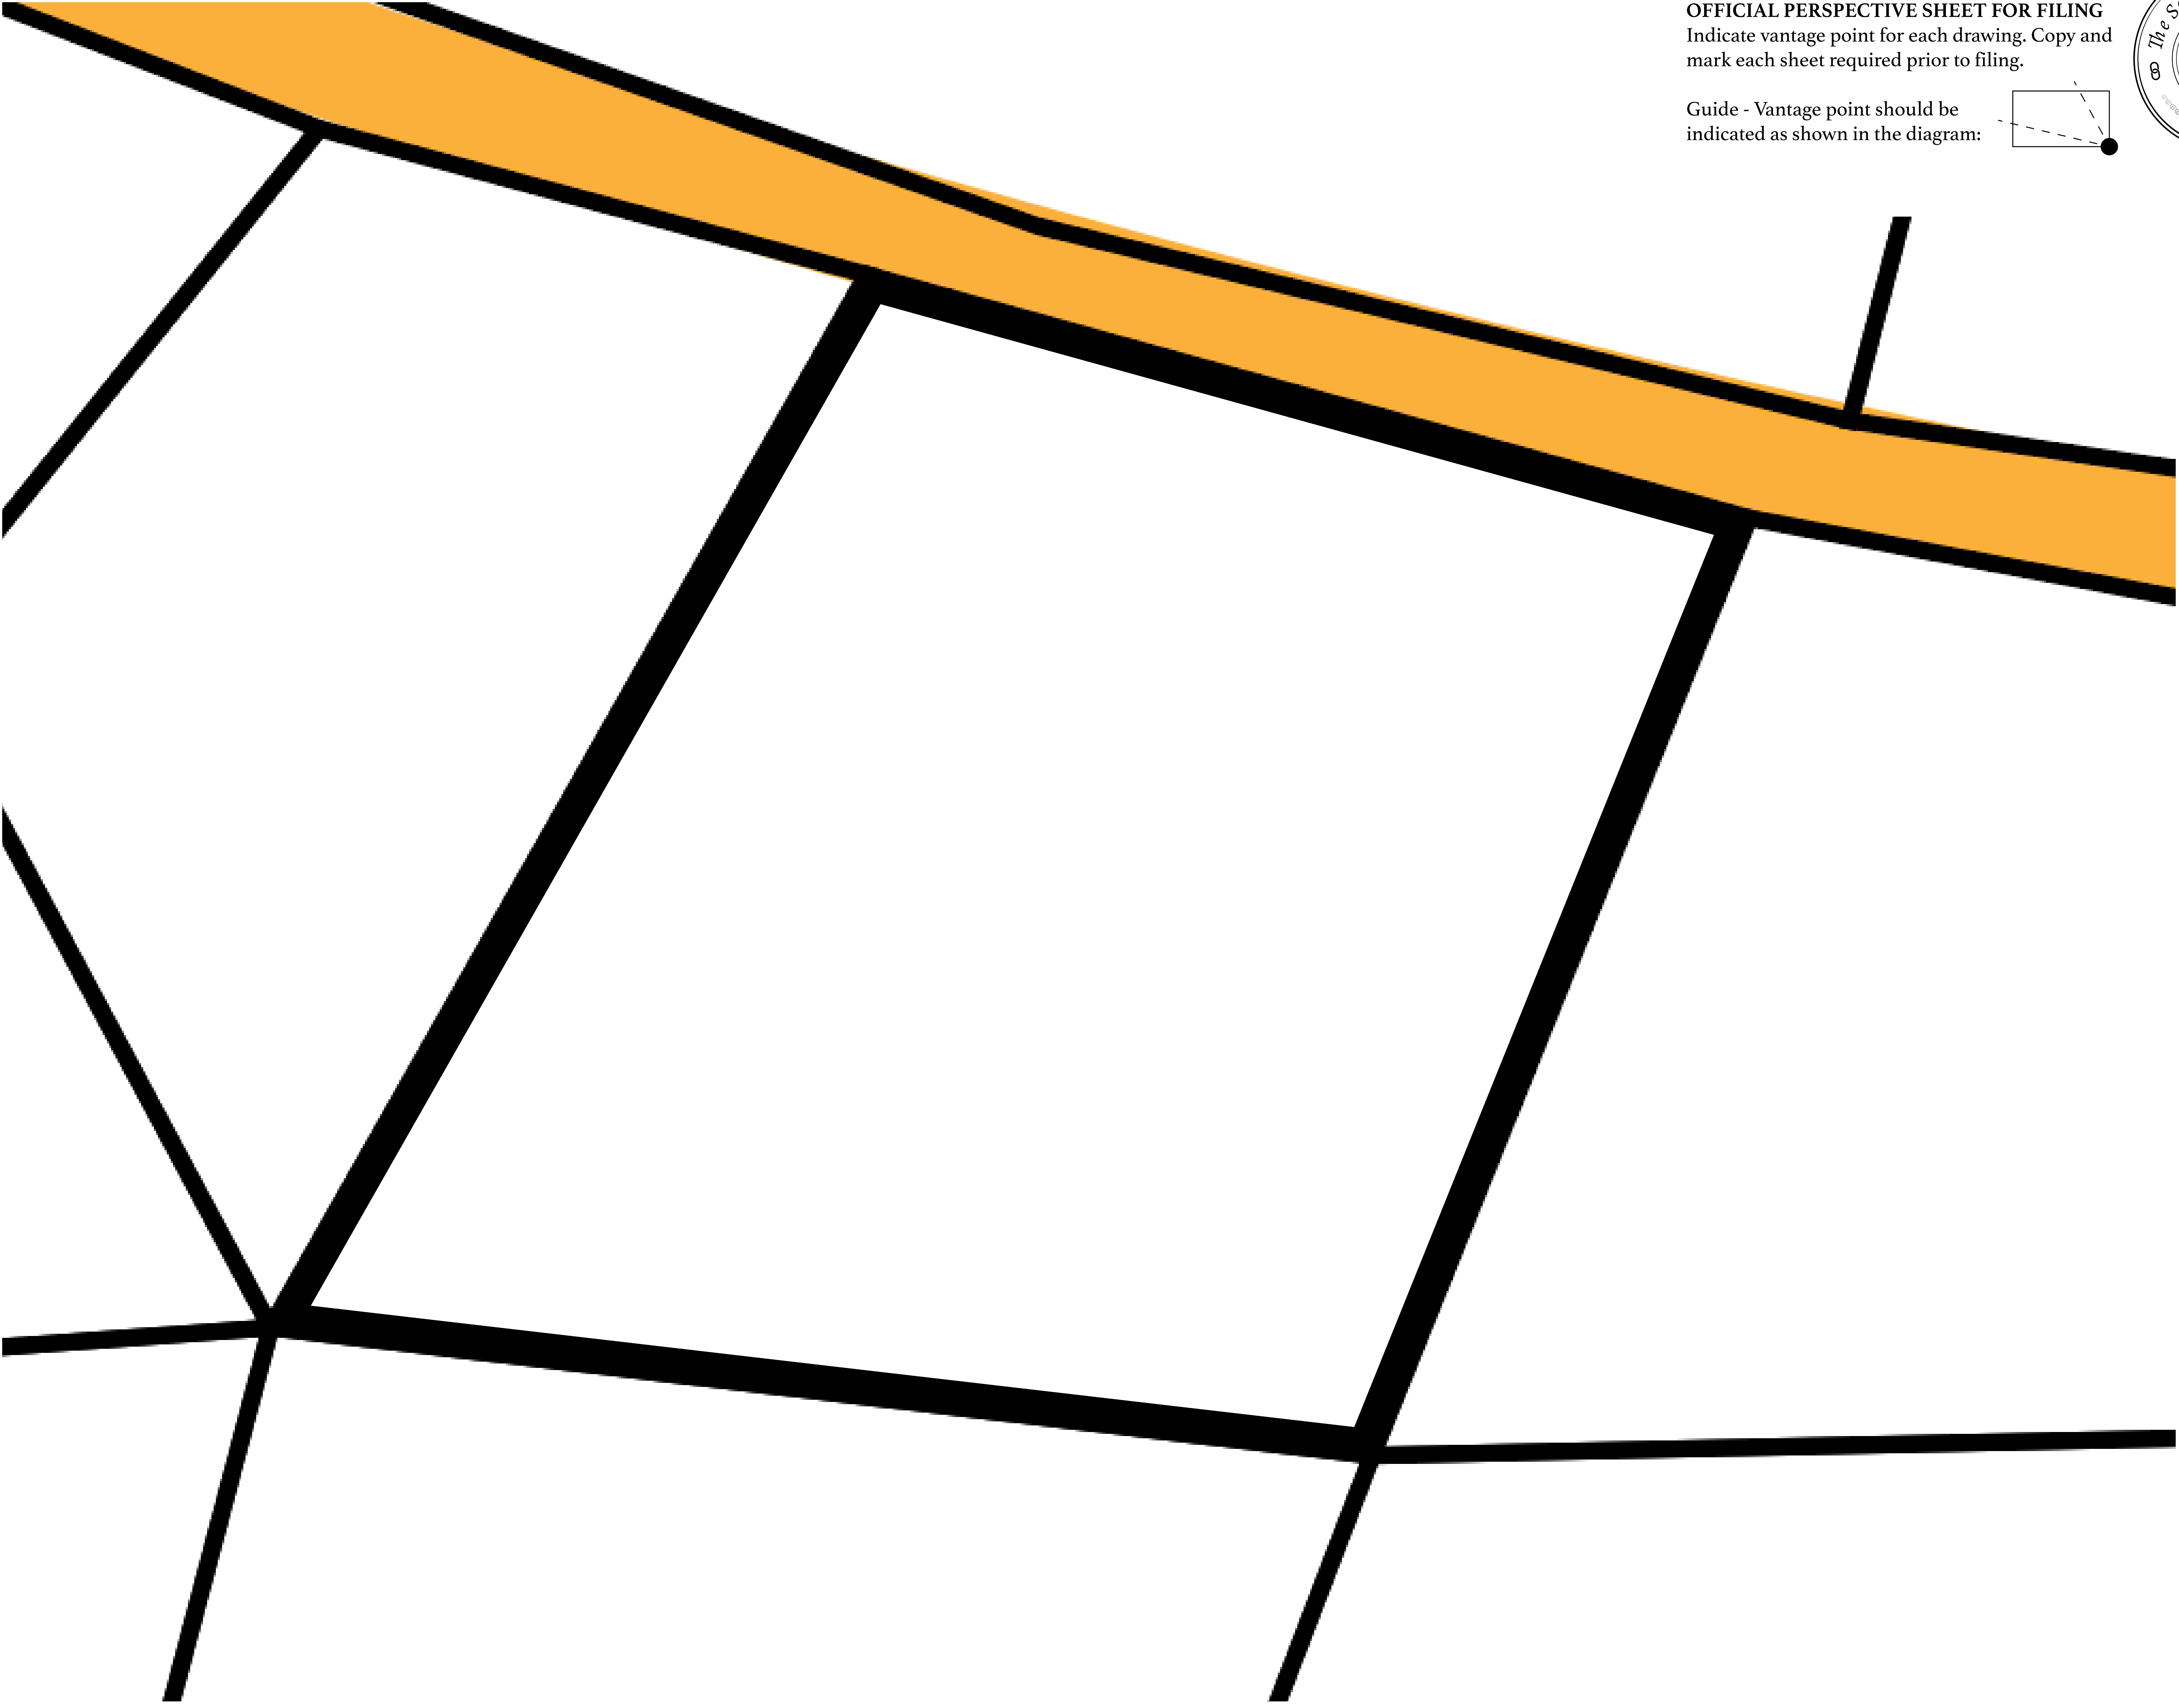 OFFICIAL PERSPECTIVE SHEET FOR FILING
Indicate vantage point for each drawing. Copy and
mark each sheet required prior to filing.
Guide - Vantage point should be
indicated as shown in the diagram:
The